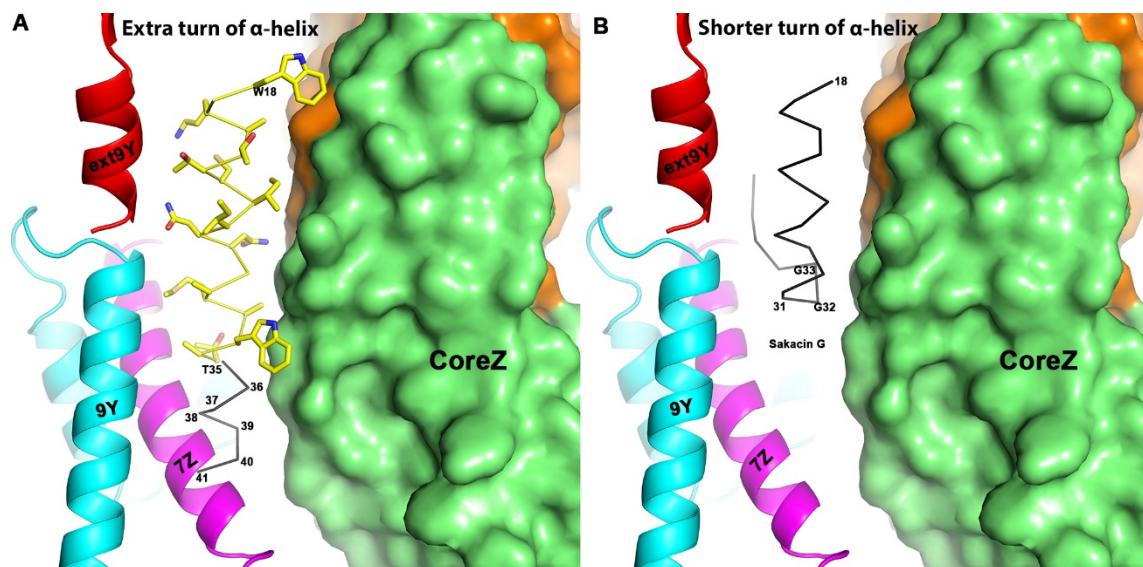 A
Extra turn of α-helix
W18
ext9Y
T35
36
37
38
39
40
41
9Y
7Z
CoreZ
B
Shorter turn of α-helix
18
ext9Y
G33
31
G32
Sakacin G
9Y
7Z
CoreZ